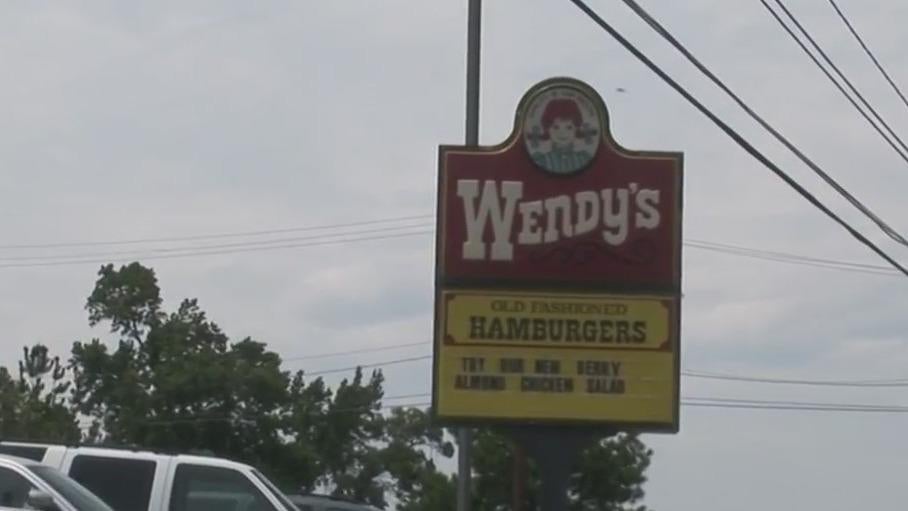 WENDY'S
OLD FASHIONED
HAMBURGERS
TRY OUR NEW BERRY
ALMOND CHICKEN SALAD